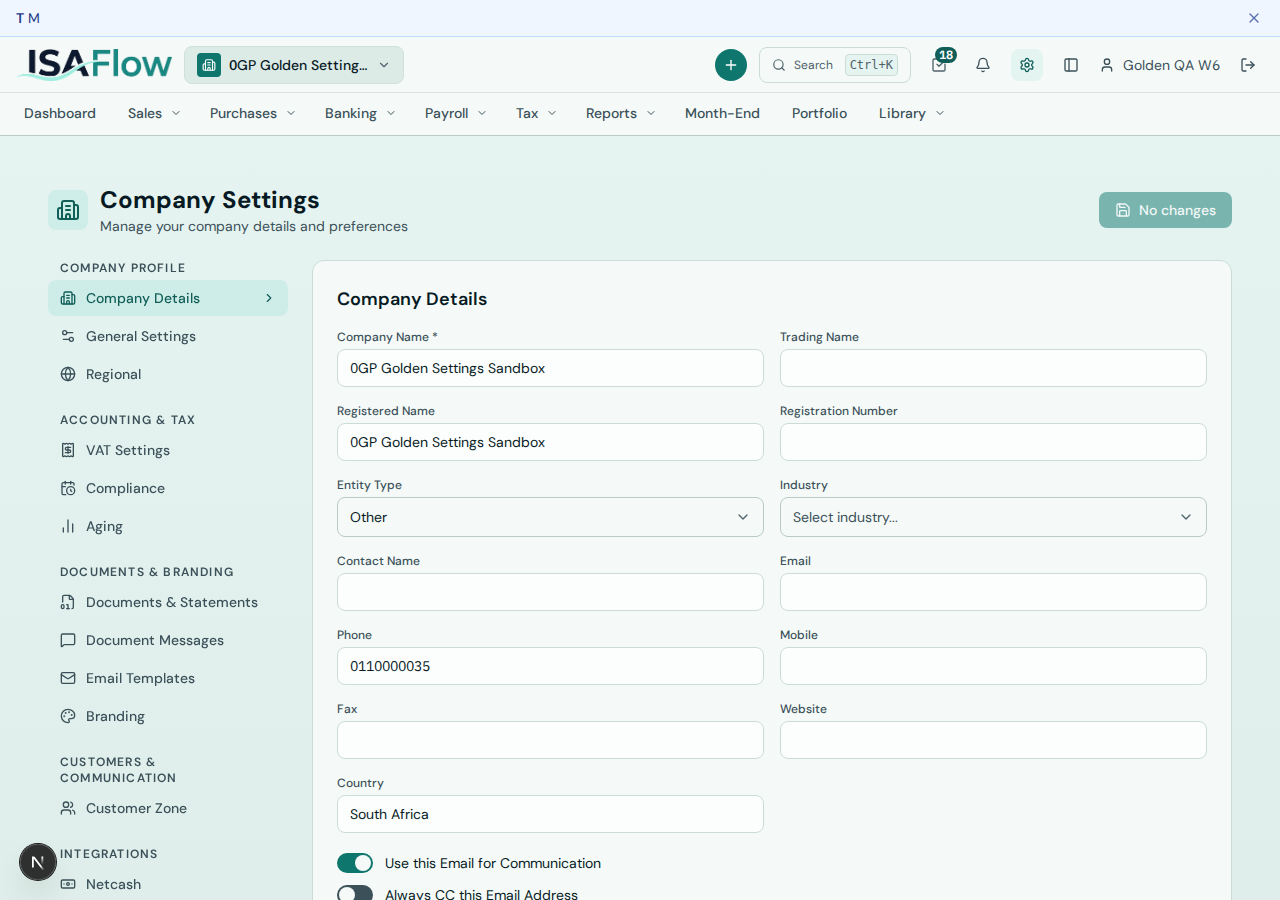 T M
ISAFlow
0GP Golden Setting...
Search Ctrl+K
18
Golden QA W6
Dashboard Sales Purchases Banking Payroll Tax Reports Month-End Portfolio Library
Company Settings
Manage your company details and preferences
No changes
COMPANY PROFILE
Company Details
General Settings
Regional
ACCOUNTING & TAX
VAT Settings
Compliance
Aging
DOCUMENTS & BRANDING
Documents & Statements
Document Messages
Email Templates
Branding
CUSTOMERS &
COMMUNICATION
Customer Zone
INTEGRATIONS
Netcash
N
Company Details
Company Name * Trading Name
0GP Golden Settings Sandbox
Registered Name Registration Number
0GP Golden Settings Sandbox
Entity Type Industry
Other Select industry...
Contact Name Email
Phone Mobile
0110000035
Fax Website
Country
South Africa
Use this Email for Communication
Always CC this Email Address